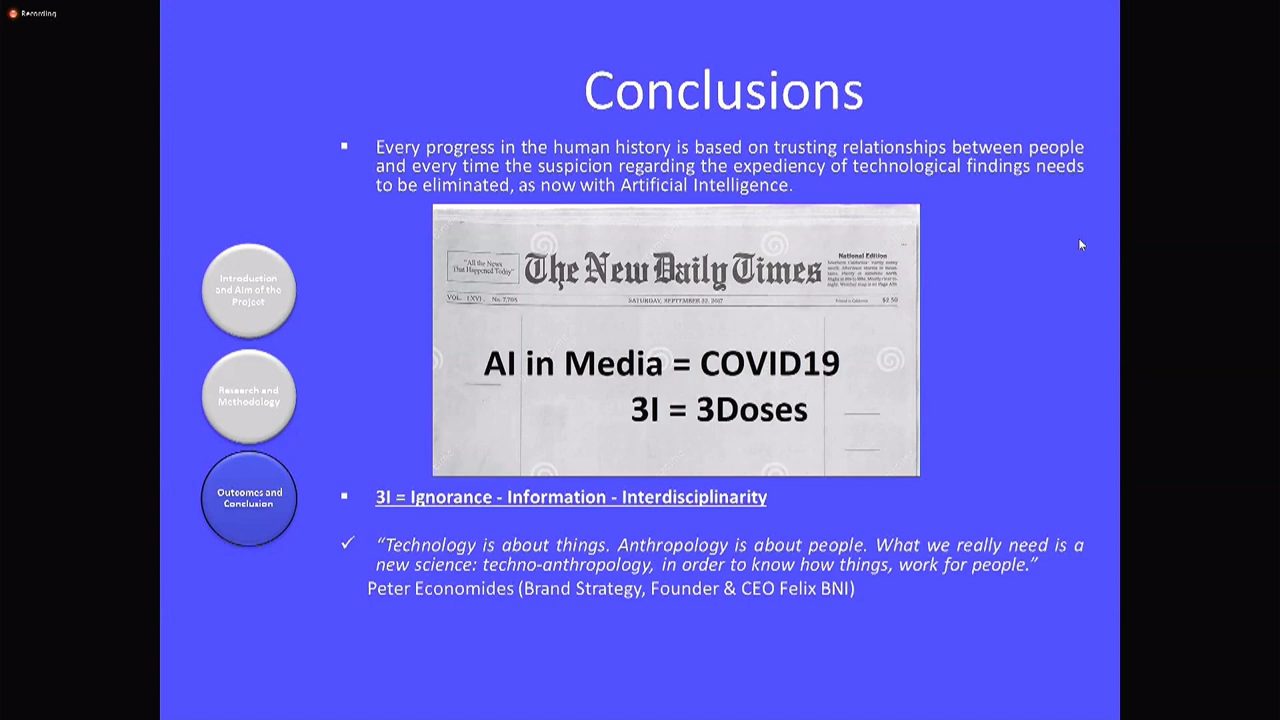 Recording
Conclusions
▪ Every progress in the human history is based on trusting relationships between people
and every time the suspicion regarding the expediency of technological findings needs
to be eliminated, as now with Artificial Intelligence.
"All the News
That Happened Today"
The New Daily Times
National Edition
VOL. LXVI. No. 7,705
SATURDAY, SEPTEMBER 22, 2017
Printed in California
$2.50
AI in Media = COVID19
3I = 3Doses
Introduction
and Aim of the
Project
Research and
Methodology
Outcomes and
Conclusion
▪ 3I = Ignorance - Information - Interdisciplinarity
✓ “Technology is about things. Anthropology is about people. What we really need is a
new science: techno-anthropology, in order to know how things, work for people.”
Peter Economides (Brand Strategy, Founder & CEO Felix BNI)